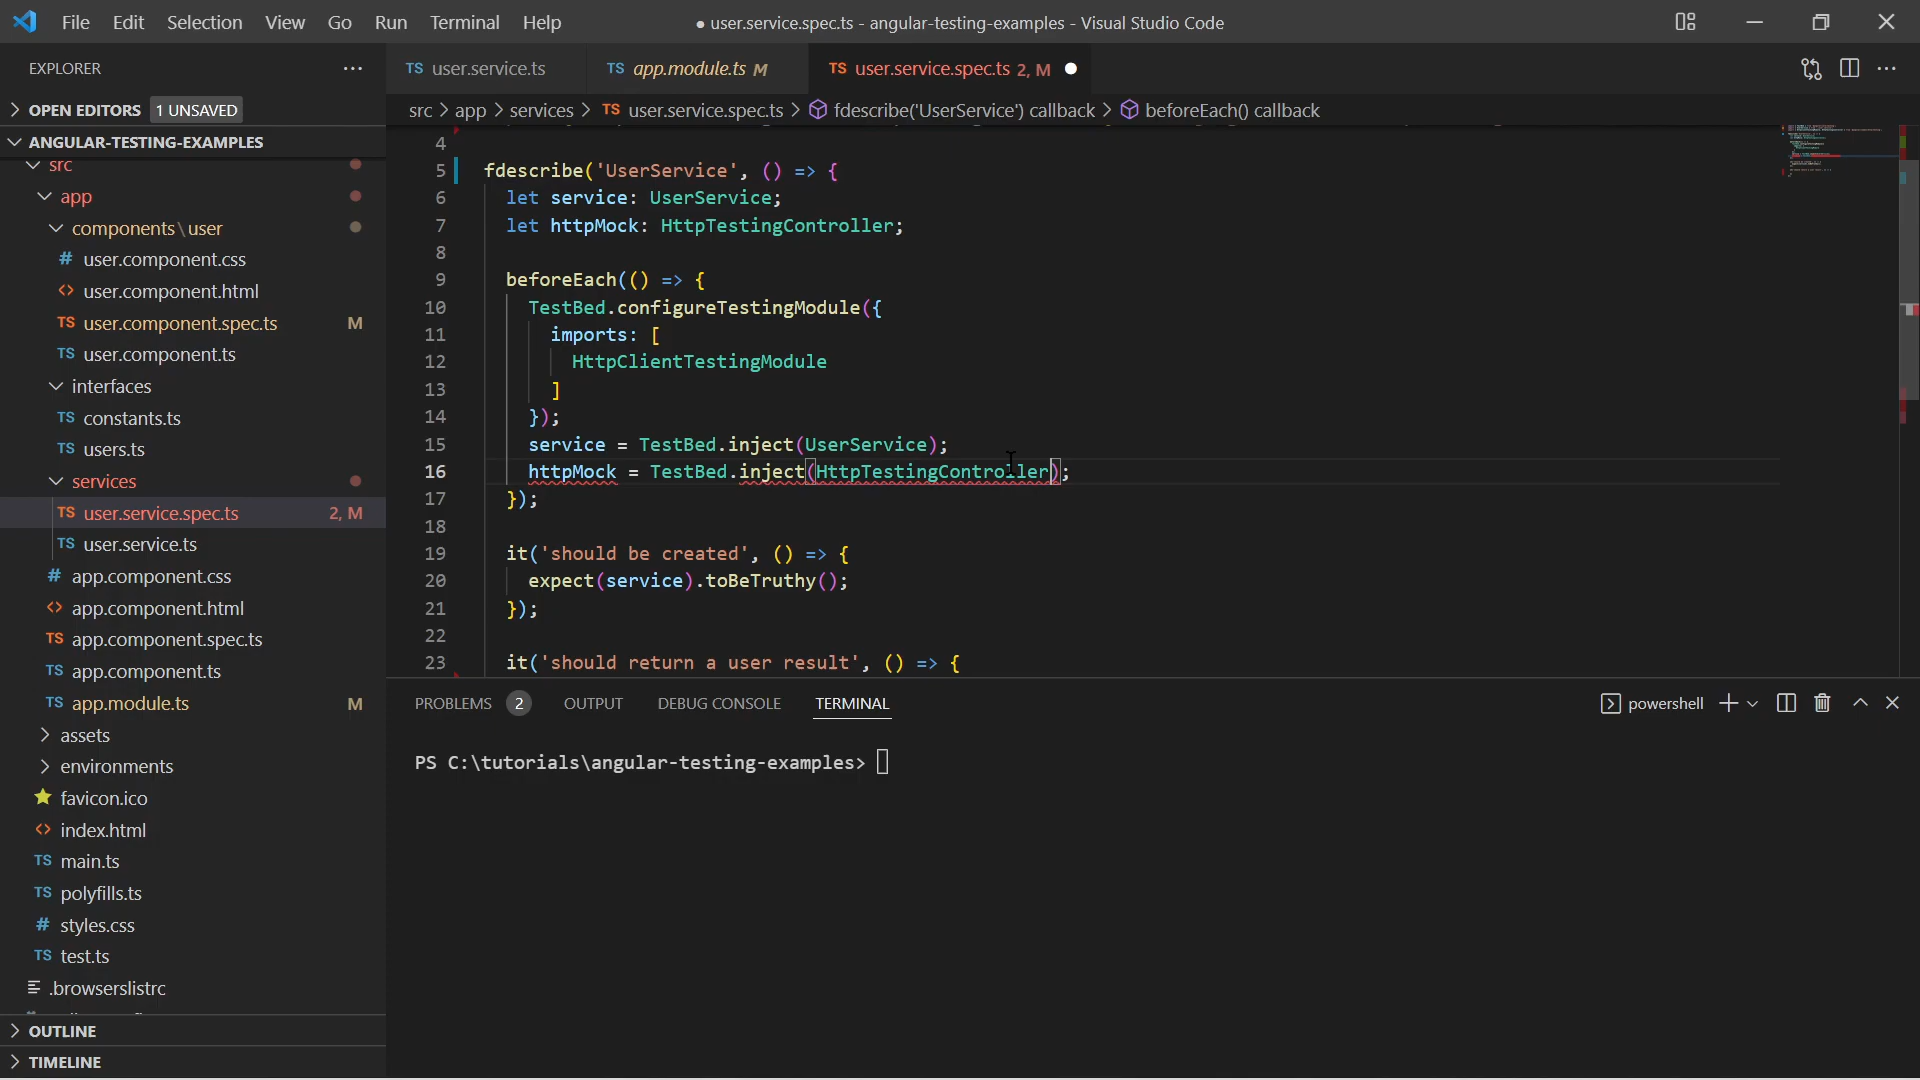 File Edit Selection View Go Run Terminal Help
● user.service.spec.ts - angular-testing-examples - Visual Studio Code
EXPLORER
OPEN EDITORS 1 UNSAVED
ANGULAR-TESTING-EXAMPLES
src
app
components\user
# user.component.css
<> user.component.html
TS user.component.spec.ts M
TS user.component.ts
interfaces
TS constants.ts
TS users.ts
services
TS user.service.spec.ts 2, M
TS user.service.ts
# app.component.css
<> app.component.html
TS app.component.spec.ts
TS app.component.ts
TS app.module.ts M
assets
environments
favicon.ico
<> index.html
TS main.ts
TS polyfills.ts
# styles.css
TS test.ts
.browserslistrc
OUTLINE
TIMELINE
TS user.service.ts TS app.module.ts M TS user.service.spec.ts 2, M ●
src > app > services > TS user.service.spec.ts > fdescribe('UserService') callback > beforeEach() callback
4
5 fdescribe('UserService', () => {
6 let service: UserService;
7 let httpMock: HttpTestingController;
8
9 beforeEach(() => {
10 TestBed.configureTestingModule({
11 imports: [
12 HttpClientTestingModule
13 ]
14 });
15 service = TestBed.inject(UserService);
16 httpMock = TestBed.inject(HttpTestingController);
17 });
18
19 it('should be created', () => {
20 expect(service).toBeTruthy();
21 });
22
23 it('should return a user result', () => {
PROBLEMS 2 OUTPUT DEBUG CONSOLE TERMINAL powershell
PS C:\tutorials\angular-testing-examples>